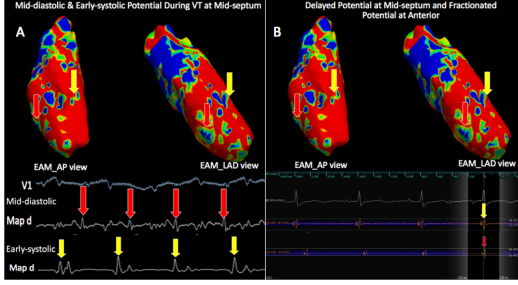 Mid-diastolic & Early-systolic Potential During VT at Mid-septum
A
EAM_AP view
EAM_LAD view
V1
Mid-diastolic
Map d
Early-systolic
Map d
Delayed Potential at Mid-septum and Fractionated
Potential at Anterior
B
EAM_AP view
EAM_LAD view